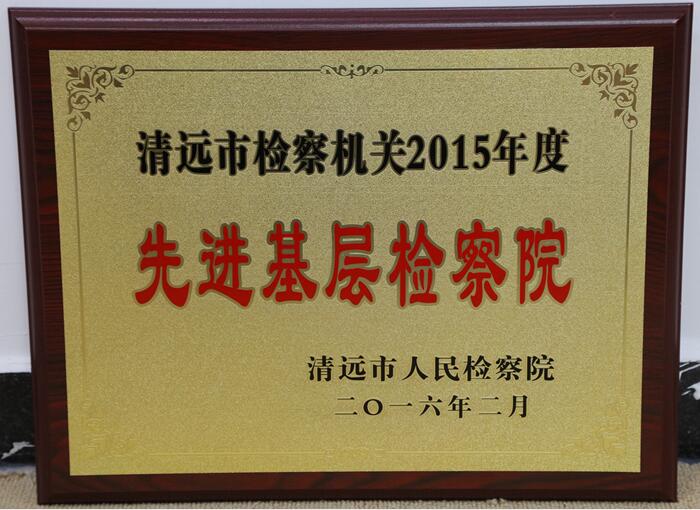 清远市检察机关2015年度
先进基层检察院
清远市人民检察院
二〇一六年二月